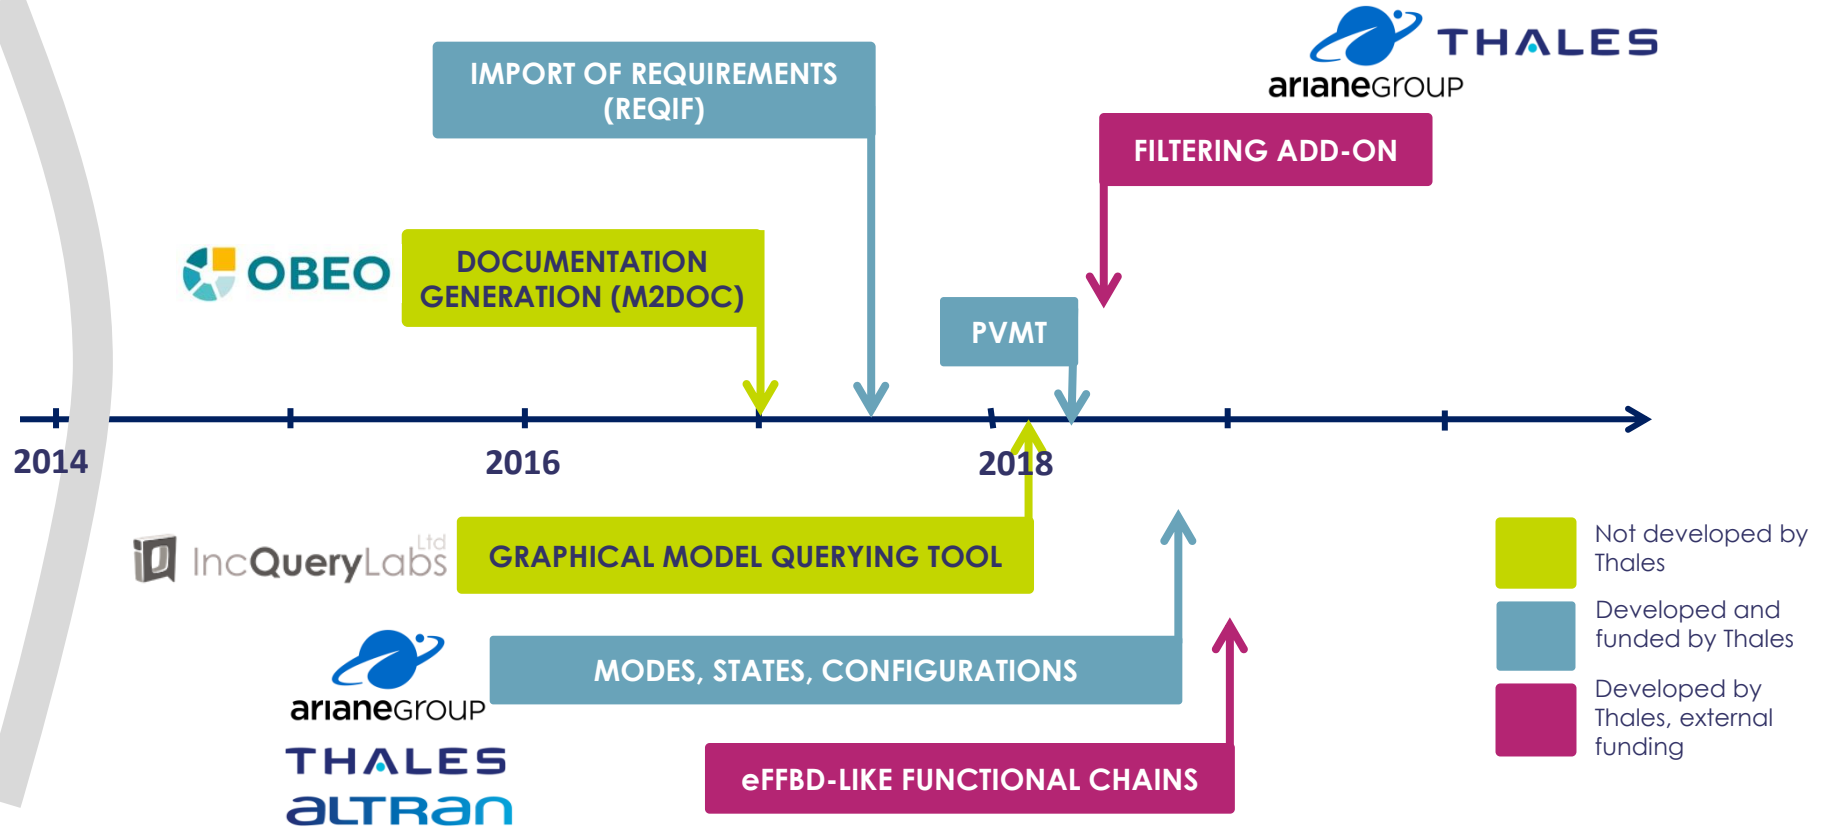 arianeGROUP
THALES
IMPORT OF REQUIREMENTS
(REQIF)
FILTERING ADD-ON
OBEO
DOCUMENTATION
GENERATION (M2DOC)
PVMT
2014
2016
2018
IncQueryLabs Ltd
GRAPHICAL MODEL QUERYING TOOL
arianeGROUP
THALES
aLTRan
MODES, STATES, CONFIGURATIONS
eFFBD-LIKE FUNCTIONAL CHAINS
Not developed by
Thales
Developed and
funded by Thales
Developed by
Thales, external
funding